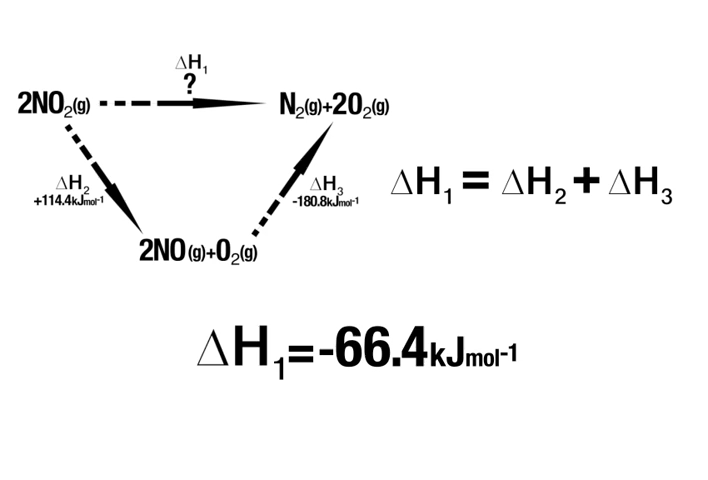 ΔH₁
?
2NO₂(g)
N₂(g)+2O₂(g)
ΔH₂
+114.4kJmol⁻¹
ΔH₃
-180.8kJmol⁻¹
ΔH₁ = ΔH₂ + ΔH₃
2NO(g)+O₂(g)
ΔH₁=-66.4kJmol⁻¹